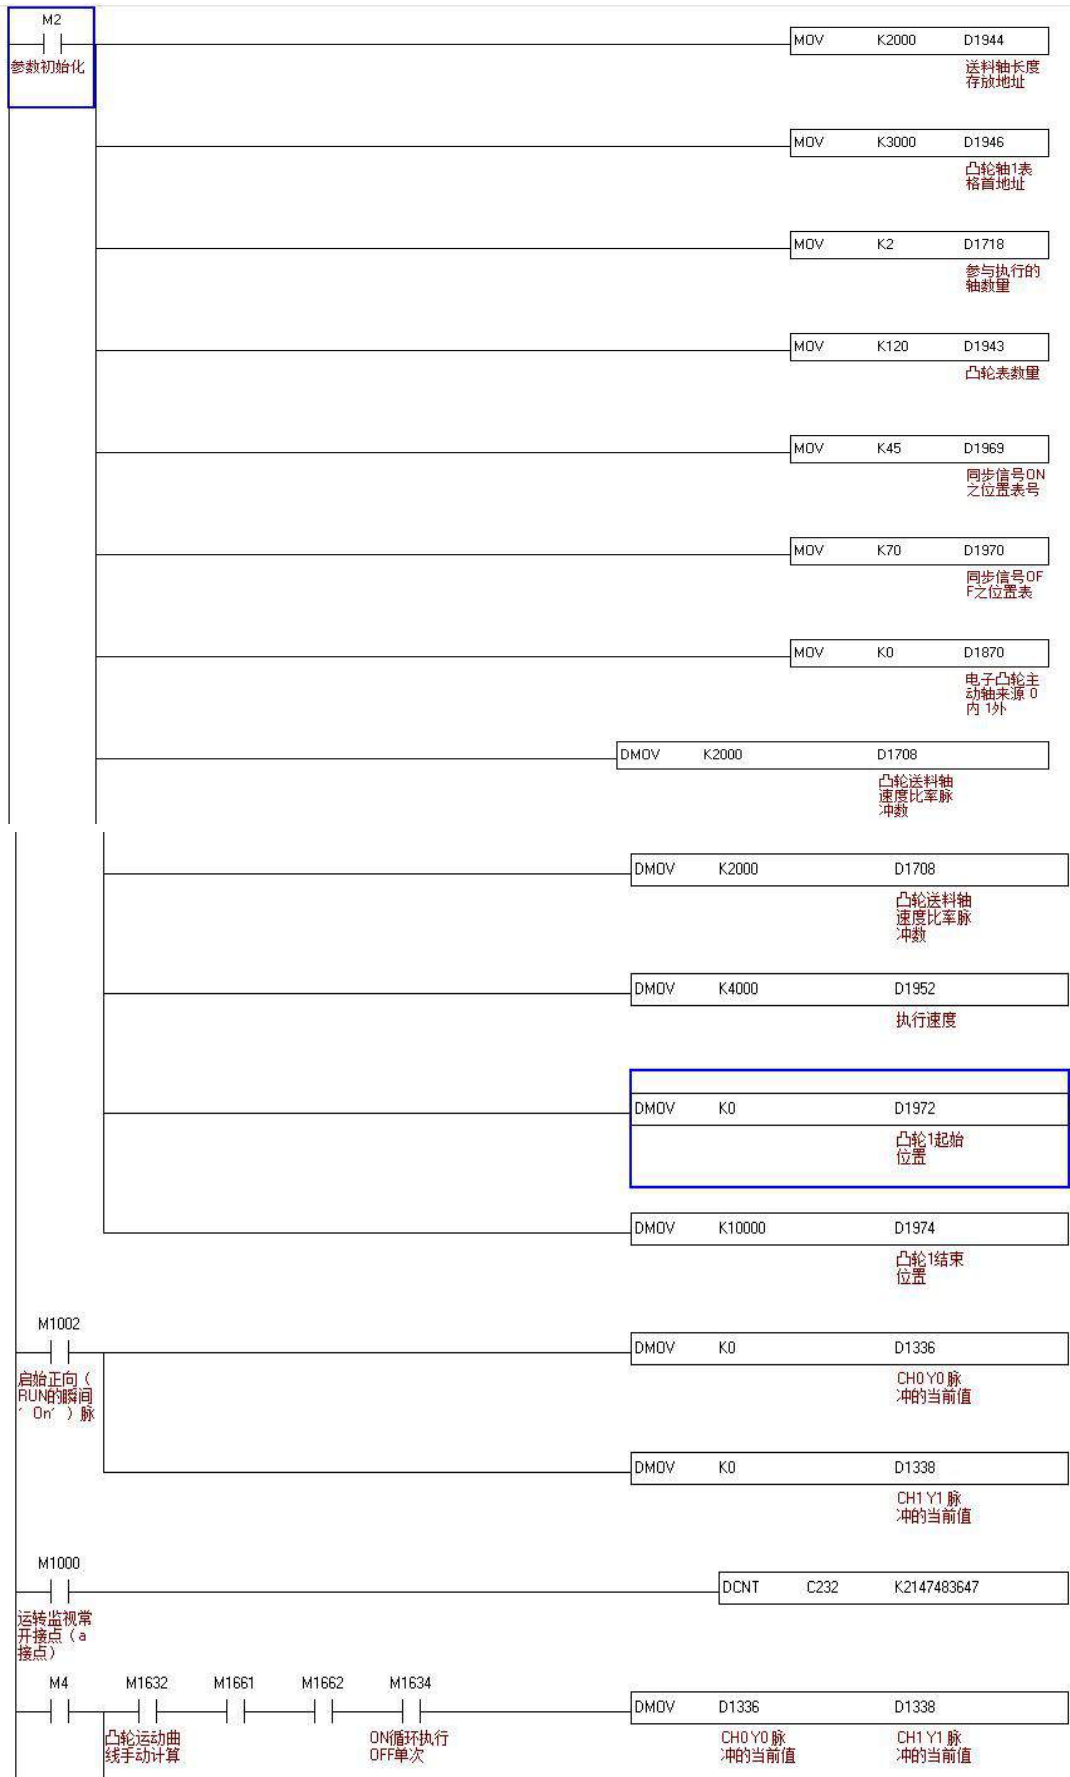 M2
参数初始化
MOV K2000 D1944
送料轴长度
存放地址
MOV K3000 D1946
凸轮轴1表
格首地址
MOV K2 D1718
参与执行的
轴数量
MOV K120 D1943
凸轮表数量
MOV K45 D1969
同步信号ON
之位置表号
MOV K70 D1970
同步信号OF
F之位置表
MOV K0 D1870
电子凸轮主
动轴来源 0
内 1外
DMOV K2000 D1708
凸轮送料轴
速度比率脉
冲数
DMOV K2000 D1708
凸轮送料轴
速度比率脉
冲数
DMOV K4000 D1952
执行速度
DMOV K0 D1972
凸轮1起始
位置
DMOV K10000 D1974
凸轮1结束
位置
M1002
启始正向（
RUN的瞬间
‘On’）脉
DMOV K0 D1336
CH0 Y0 脉
冲的当前值
DMOV K0 D1338
CH1 Y1 脉
冲的当前值
M1000
运转监视常
开接点（a
接点）
DCNT C232 K2147483647
M4 M1632 M1661 M1662 M1634
凸轮运动曲
线手动计算
ON循环执行
OFF单次
DMOV D1336 D1338
CH0 Y0 脉
冲的当前值
CH1 Y1 脉
冲的当前值